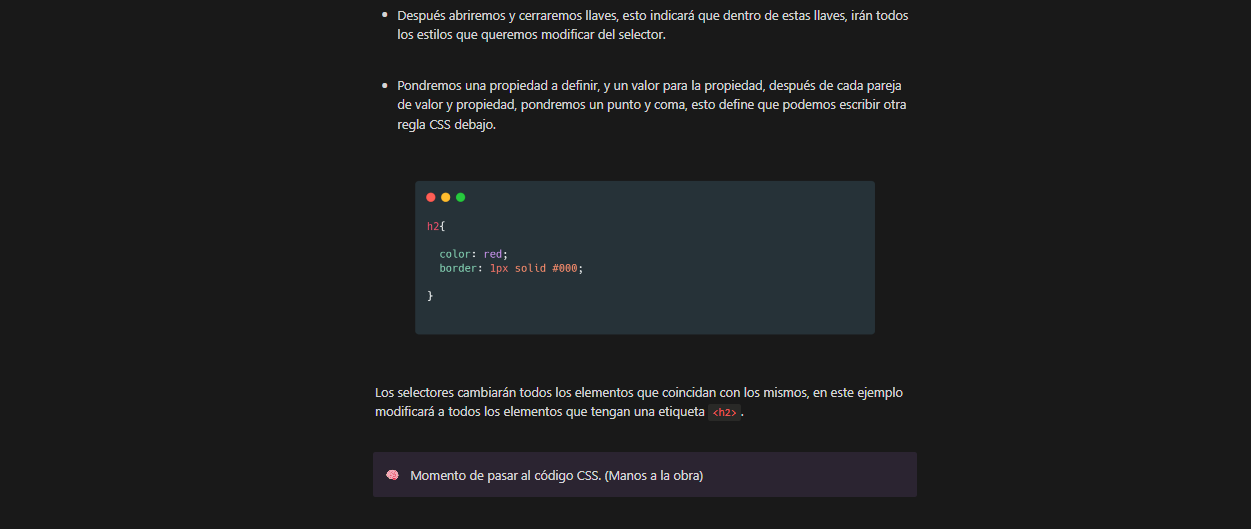 Después abriremos y cerraremos llaves, esto indicará que dentro de estas llaves, irán todos
los estilos que queremos modificar del selector.
Pondremos una propiedad a definir, y un valor para la propiedad, después de cada pareja
de valor y propiedad, pondremos un punto y coma, esto define que podemos escribir otra
regla CSS debajo.
h2{
color: red;
border: 1px solid #000;
}
Los selectores cambiarán todos los elementos que coincidan con los mismos, en este ejemplo
modificará a todos los elementos que tengan una etiqueta <h2>.
Momento de pasar al código CSS. (Manos a la obra)